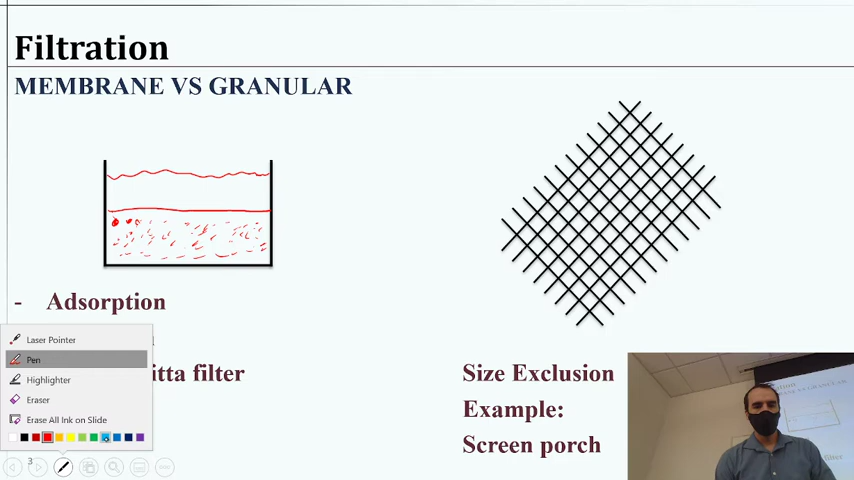 Filtration
MEMBRANE VS GRANULAR
- Adsorption
itta filter
Size Exclusion
Example:
Screen porch
Laser Pointer
Pen
Highlighter
Eraser
Erase All Ink on Slide
3